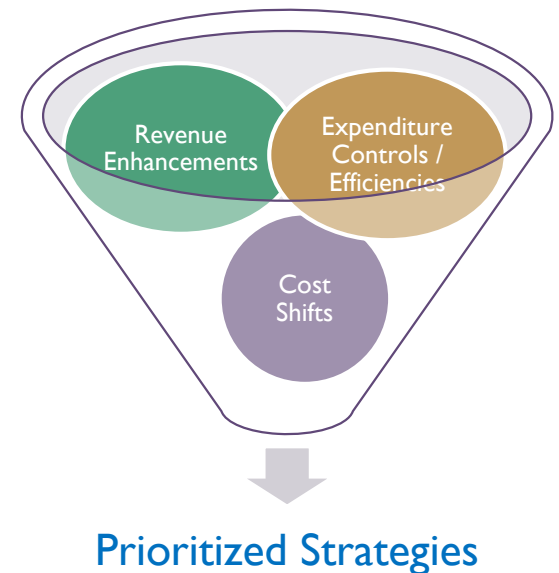 Revenue
Enhancements
Expenditure
Controls /
Efficiencies
Cost
Shifts
Prioritized Strategies